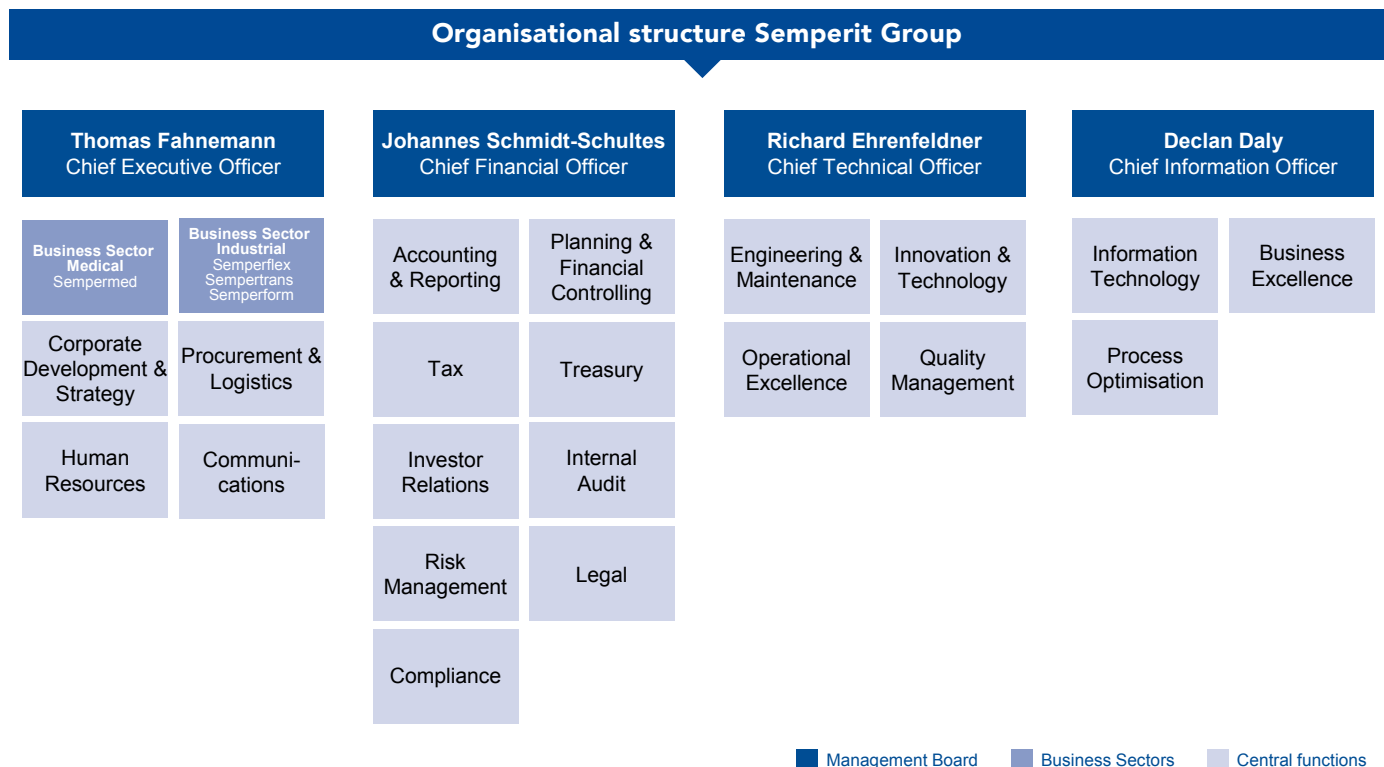 Organisational structure Semperit Group
Thomas Fahnemann
Chief Executive Officer
Business Sector
Medical
Sempermed
Business Sector
Industrial
Semperflex
Sempertrans
Semperform
Corporate
Development &
Strategy
Procurement &
Logistics
Human
Resources
Communi-
cations
Johannes Schmidt-Schultes
Chief Financial Officer
Accounting
& Reporting
Planning &
Financial
Controlling
Tax
Treasury
Investor
Relations
Internal
Audit
Risk
Management
Legal
Compliance
Richard Ehrenfeldner
Chief Technical Officer
Engineering &
Maintenance
Innovation &
Technology
Operational
Excellence
Quality
Management
Declan Daly
Chief Information Officer
Information
Technology
Business
Excellence
Process
Optimisation
Management Board
Business Sectors
Central functions